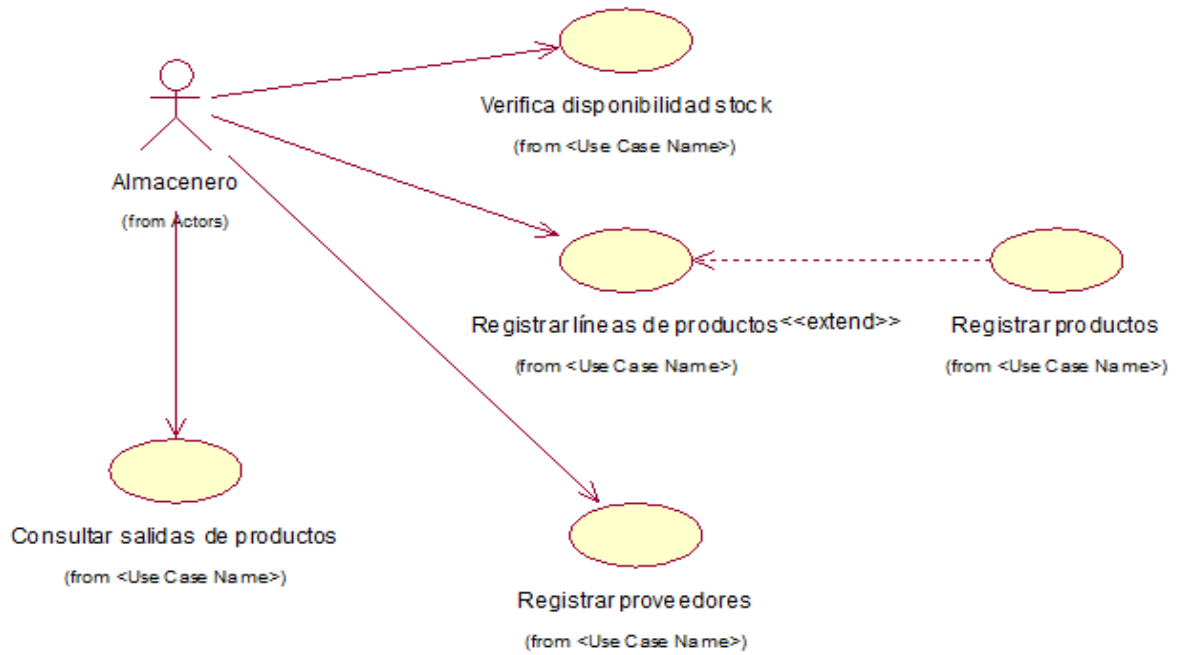 Verifica disponibilidad stock
(from <Use Case Name>)
Almacenero
(from Actors)
Registrar líneas de productos
<<extend>>
(from <Use Case Name>)
Registrar productos
(from <Use Case Name>)
Consultar salidas de productos
(from <Use Case Name>)
Registrar proveedores
(from <Use Case Name>)